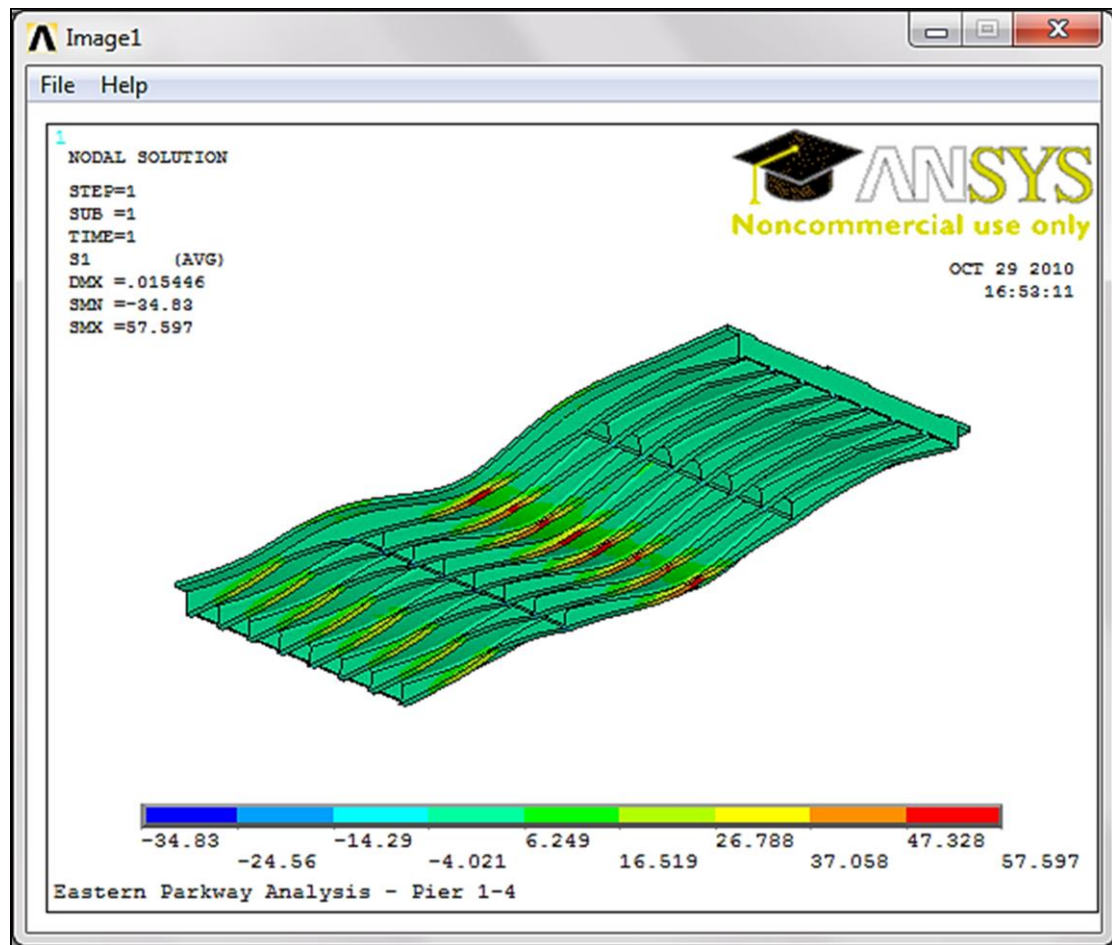 Image1
File Help
1
NODAL SOLUTION
STEP=1
SUB =1
TIME=1
S1 (AVG)
DMX =.015446
SMN =-34.83
SMX =57.597
ANSYS
Noncommercial use only
OCT 29 2010
16:53:11
-34.83 -14.29 6.249 26.788 47.328
-24.56 -4.021 16.519 37.058 57.597
Eastern Parkway Analysis - Pier 1-4